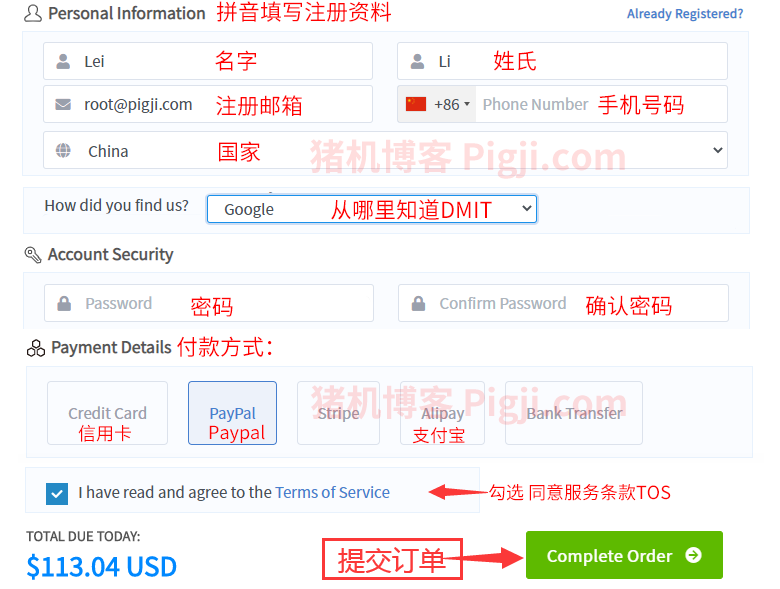 Personal Information 拼音填写注册资料 Already Registered?
Lei 名字 Li 姓氏
root@pigji.com 注册邮箱 +86 Phone Number 手机号码
China 国家 猪机博客 Pigji.com
How did you find us? Google 从哪里知道DMIT
Account Security
Password 密码 Confirm Password 确认密码
Payment Details 付款方式：
猪机博客 Pigji.com
Credit Card PayPal Stripe Alipay Bank Transfer
信用卡 Paypal 支付宝
I have read and agree to the Terms of Service 勾选 同意服务条款TOS
TOTAL DUE TODAY:
$113.04 USD 提交订单 Complete Order